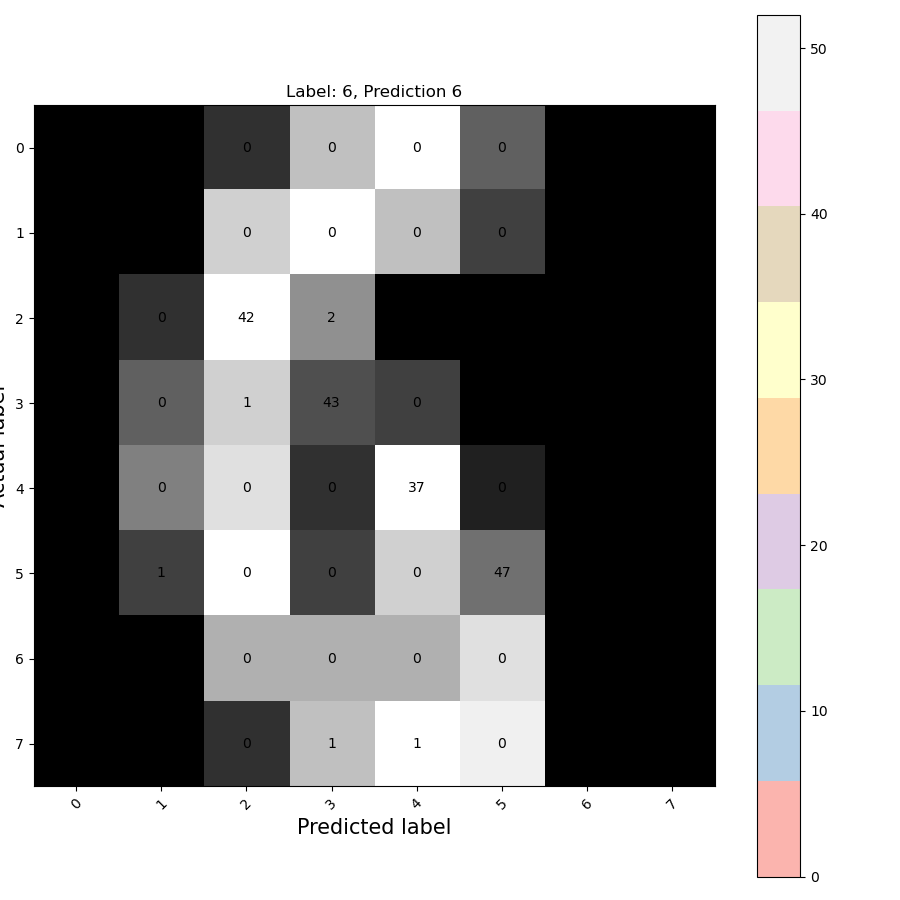 Label: 6, Prediction 6
0 0 0 0 0
1 0 0 0 0
2 0 42 2
3 0 1 43 0
4 0 0 0 37 0
5 1 0 0 0 47
6 0 0 0 0
7 0 1 1 0
0 1 2 3 4 5 6 7
Predicted label
Actual label
50
40
30
20
10
0